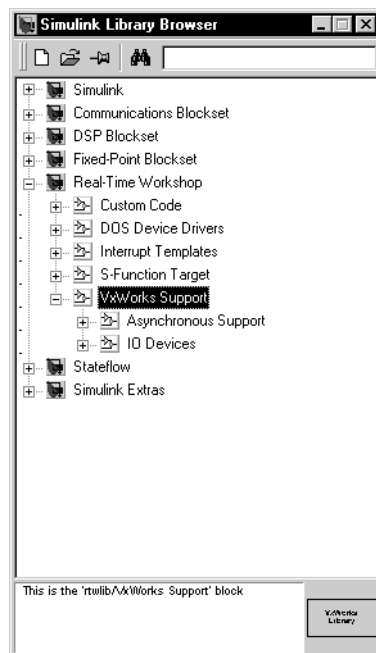 Simulink Library Browser
Simulink
Communications Blockset
DSP Blockset
Fixed-Point Blockset
Real-Time Workshop
Custom Code
DOS Device Drivers
Interrupt Templates
S-Function Target
VxWorks Support
Asynchronous Support
IO Devices
Stateflow
Simulink Extras
This is the 'rtwlib/VxWorks Support' block
VxWorks
Library